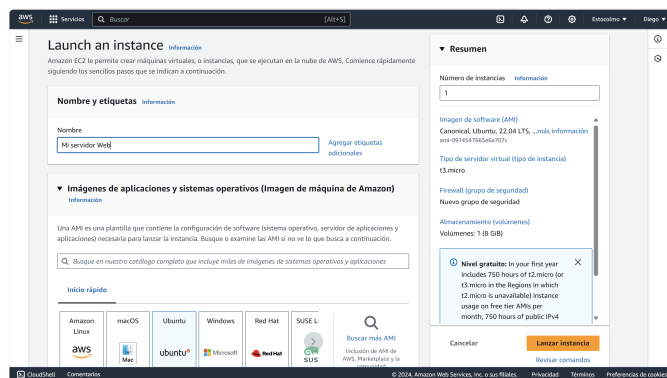 aws
Servicios
Buscar
[Alt+S]
Estocolmo ▼
Diego ▼
Launch an instance Información
Amazon EC2 le permite crear máquinas virtuales, o instancias, que se ejecutan en la nube de AWS. Comience rápidamente
siguiendo los sencillos pasos que se indican a continuación.
Nombre y etiquetas Información
Nombre
Mi servidor Web
Agregar etiquetas
adicionales
▼ Imágenes de aplicaciones y sistemas operativos (Imagen de máquina de Amazon)
Información
Una AMI es una plantilla que contiene la configuración de software (sistema operativo, servidor de aplicaciones y
aplicaciones) necesaria para lanzar la instancia. Busque o examine las AMI si no ve lo que busca a continuación.
Busque en nuestro catálogo completo que incluye miles de imágenes de sistemas operativos y aplicaciones
Inicio rápido
Amazon
Linux
aws
macOS
Mac
Ubuntu
ubuntu®
Windows
Microsoft
Red Hat
Red Hat
SUSE Li
SUS
Buscar más AMI
Inclusión de AMI de
AWS, Marketplace y la
comunidad
▼ Resumen
Número de instancias Información
1
Imagen de software (AMI)
Canonical, Ubuntu, 22.04 LTS, ...más información
ami-0914547665e6a707c
Tipo de servidor virtual (tipo de instancia)
t3.micro
Firewall (grupo de seguridad)
Nuevo grupo de seguridad
Almacenamiento (volúmenes)
Volúmenes: 1 (8 GiB)
Nivel gratuito: In your first year
includes 750 hours of t2.micro (or
t3.micro in the Regions in which
t2.micro is unavailable) instance
usage on free tier AMIs per
month, 750 hours of public IPv4
Cancelar
Lanzar instancia
Revisar comandos
CloudShell
Comentarios
© 2024, Amazon Web Services, Inc. o sus filiales.
Privacidad
Términos
Preferencias de cookies